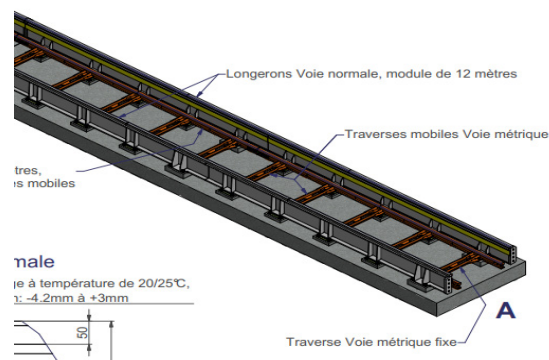 Longerons Voie normale, module de 12 mètres
Traverses mobiles Voie métrique
tres,
es mobiles
male
ge à température de 20/25°C,
n: -4.2mm à +3mm
50
A
Traverse Voie métrique fixe